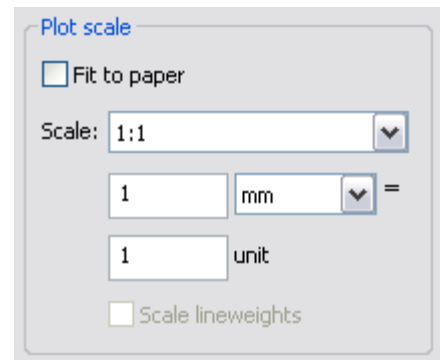 Plot scale
Fit to paper
Scale: 1:1
1 mm =
1 unit
Scale lineweights